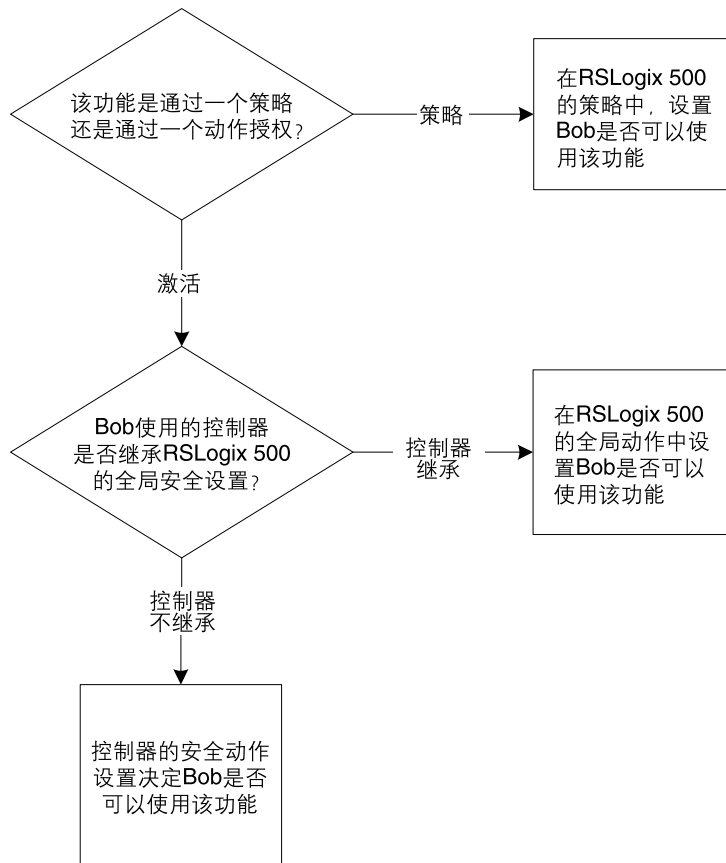 该功能是通过一个策略
还是通过一个动作授权?
策略
在RSLogix 500
的策略中，设置
Bob是否可以使
用该功能
激活
Bob使用的控制器
是否继承RSLogix 500
的全局安全设置?
控制器
继承
在RSLogix 500
的全局动作中设
置Bob是否可以
使用该功能
控制器
不继承
控制器的安全动作
设置决定Bob是否
可以使用该功能